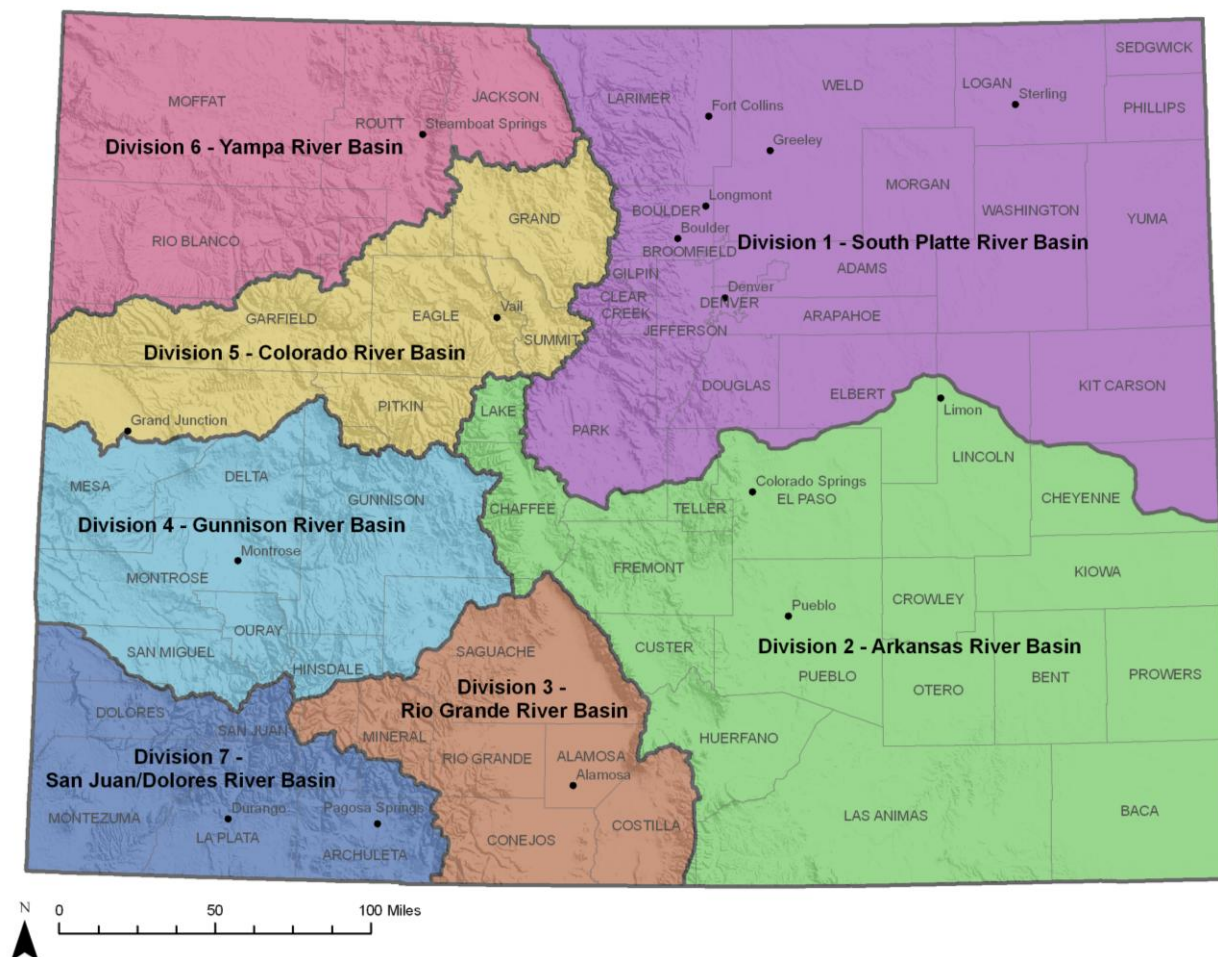 MOFFAT
JACKSON
ROUTT
Steamboat Springs
Division 6 - Yampa River Basin
RIO BLANCO
LARIMER
Fort Collins
WELD
LOGAN
Sterling
SEDGWICK
PHILLIPS
Greeley
MORGAN
WASHINGTON
YUMA
Longmont
BOULDER
Boulder
BROOMFIELD
Division 1 - South Platte River Basin
GILPIN
ADAMS
CLEAR
CREEK
Denver
DENVER
ARAPAHOE
JEFFERSON
DOUGLAS
ELBERT
KIT CARSON
PARK
GRAND
GARFIELD
EAGLE
Vail
SUMMIT
Division 5 - Colorado River Basin
PITKIN
Grand Junction
LAKE
Limon
LINCOLN
MESA
DELTA
GUNNISON
Division 4 - Gunnison River Basin
Montrose
MONTROSE
OURAY
SAN MIGUEL
HINSDALE
CHAFFEE
TELLER
Colorado Springs
EL PASO
CHEYENNE
FREMONT
KIOWA
CROWLEY
Pueblo
CUSTER
Division 2 - Arkansas River Basin
PUEBLO
OTERO
BENT
PROWERS
HUERFANO
LAS ANIMAS
BACA
SAGUACHE
Division 3 -
Rio Grande River Basin
MINERAL
RIO GRANDE
ALAMOSA
Alamosa
CONEJOS
COSTILLA
DOLORES
SAN JUAN
Division 7 -
San Juan/Dolores River Basin
MONTEZUMA
Durango
LA PLATA
Pagosa Springs
ARCHULETA
N
0 50 100 Miles